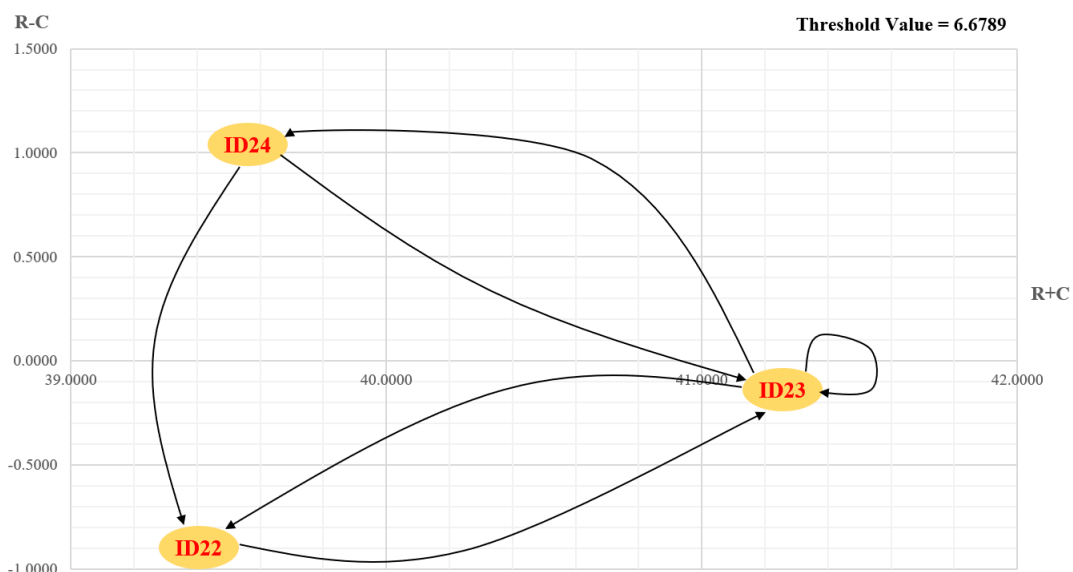 R-C
Threshold Value = 6.6789
1.5000
ID24
1.0000
0.5000
R+C
0.0000
39.0000
40.0000
41.0000
42.0000
ID23
-0.5000
ID22
-1.0000